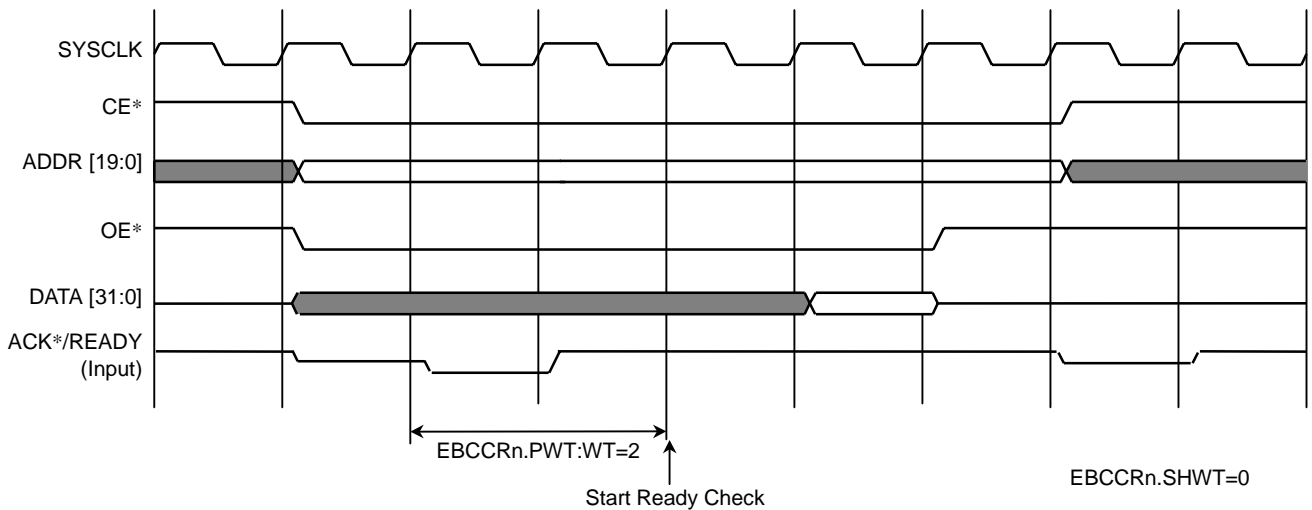 SYSCLK
CE*
ADDR [19:0]
OE*
DATA [31:0]
ACK*/READY
(Input)
EBCCRn.PWT:WT=2
EBCCRn.SHWT=0
Start Ready Check